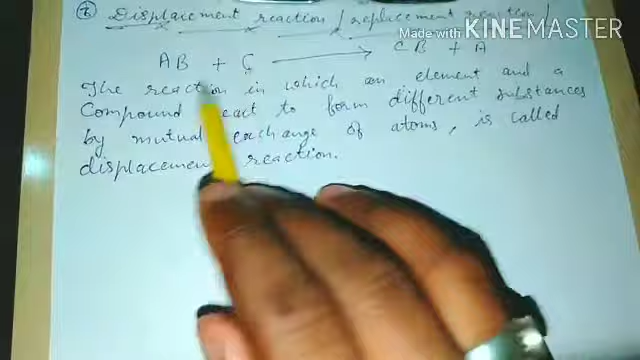 Displacement reaction / replacement reaction /
AB + C → CB + A
The reaction in which an element and a
Compound react to form different substances
by mutual exchange of atoms, is called
displacement reaction.
Made with KINEMASTER